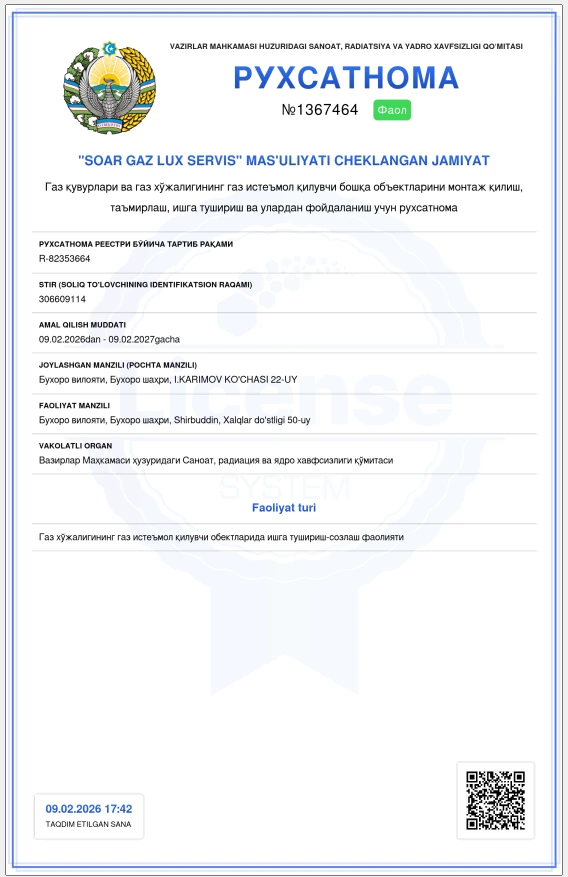 VAZIRLAR MAHKAMASI HUZURIDAGI SANOAT, RADIATSIYA VA YADRO XAVFSIZLIGI QO'MITASI
РУХСАТНОМА
№1367464 Фаол
"SOAR GAZ LUX SERVIS" MAS'ULIYATI CHEKLANGAN JAMIYAT
Газ қувурлари ва газ хўжалигининг газ истеъмол қилувчи бошқа объектларини монтаж қилиш,
таъмирлаш, ишга тушириш ва улардан фойдаланиш учун рухсатнома
РУХСАТНОМА РЕЕСТРИ БЎЙИЧА ТАРТИБ РАҚАМИ
R-82353664
STIR (SOLIQ TO'LOVCHINING IDENTIFIKATSION RAQAMI)
306609114
AMAL QILISH MUDDATI
09.02.2026dan - 09.02.2027gacha
JOYLASHGAN MANZILI (POCHTA MANZILI)
Бухоро вилояти, Бухоро шаҳри, I.KARIMOV KO'CHASI 22-UY
FAOLIYAT MANZILI
Бухоро вилояти, Бухоро шаҳри, Shirbuddin, Xalqlar do'stligi 50-uy
VAKOLATLI ORGAN
Вазирлар Маҳкамаси ҳузуридаги Саноат, радиация ва ядро хавфсизлиги қўмитаси
License
SYSTEM
Faoliyat turi
Газ хўжалигининг газ истеъмол қилувчи обектларида ишга тушириш-созлаш фаолияти
09.02.2026 17:42
TAQDIM ETILGAN SANA